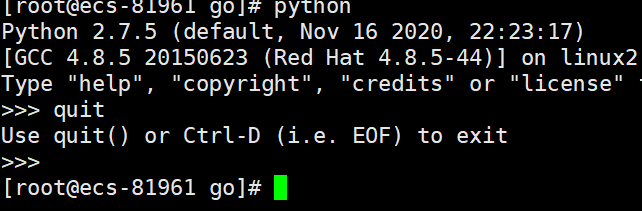 [root@ecs-81961 go]# python
Python 2.7.5 (default, Nov 16 2020, 22:23:17)
[GCC 4.8.5 20150623 (Red Hat 4.8.5-44)] on linux2
Type "help", "copyright", "credits" or "license"
>>> quit
Use quit() or Ctrl-D (i.e. EOF) to exit
>>>
[root@ecs-81961 go]#